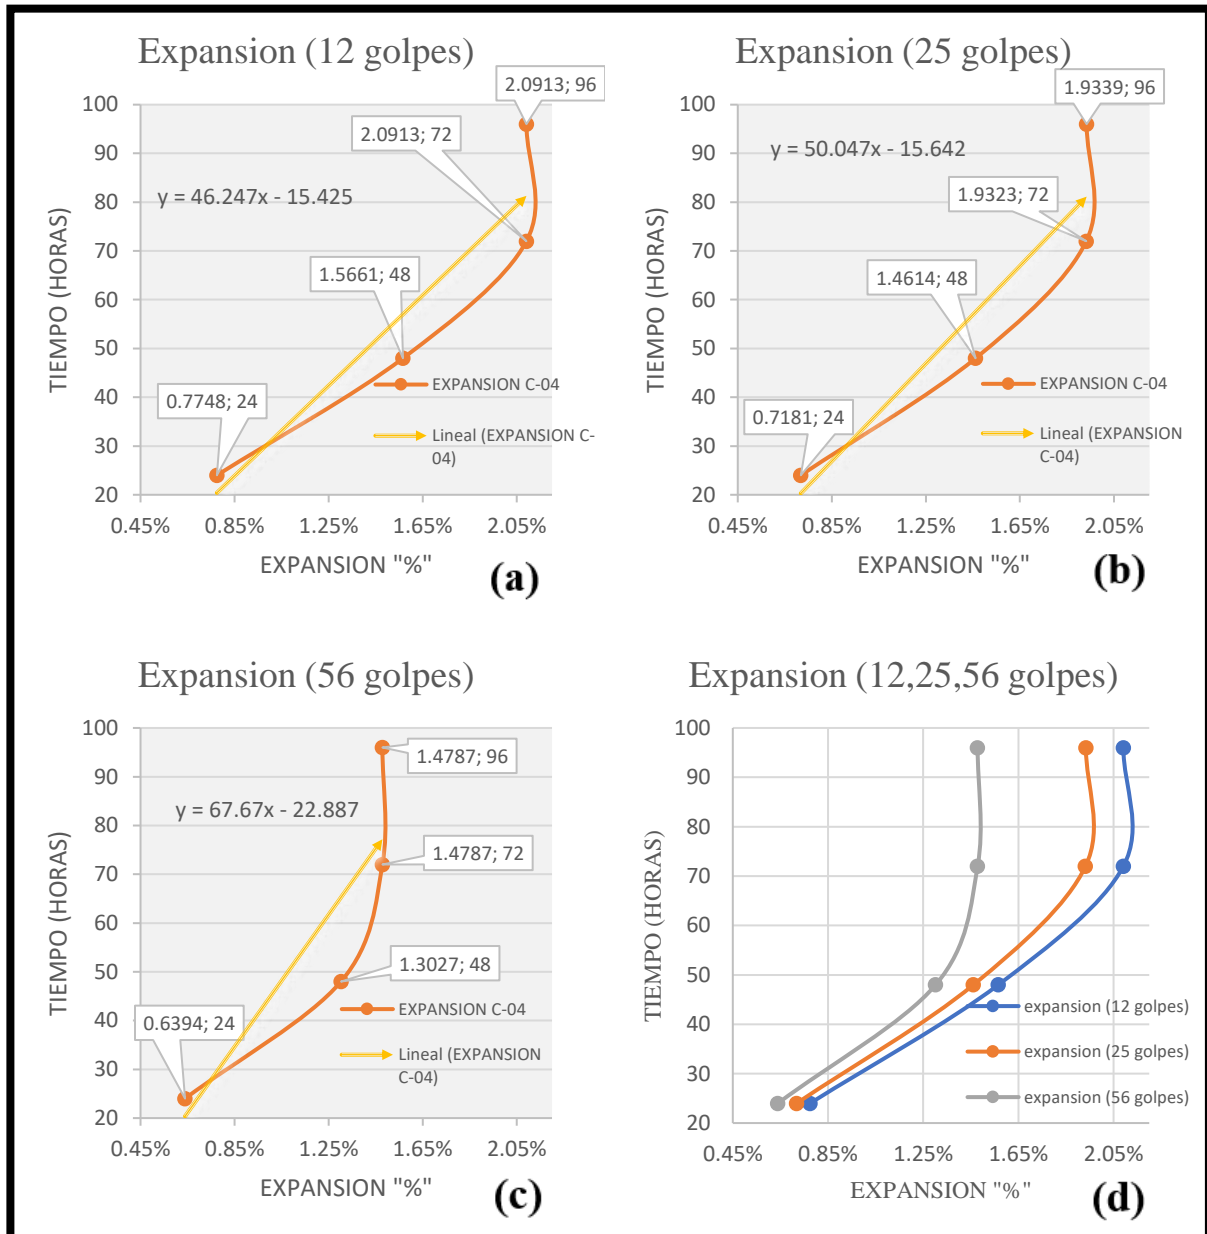 Expansion (12 golpes)
2.0913; 96
2.0913; 72
y = 46.247x - 15.425
1.5661; 48
0.7748; 24
EXPANSION C-04
Lineal (EXPANSION C-
04)
TIEMPO (HORAS)
100
90
80
70
60
50
40
30
20
0.45%
0.85%
1.25%
1.65%
2.05%
EXPANSION "%"
(a)
Expansion (25 golpes)
1.9339; 96
y = 50.047x - 15.642
1.9323; 72
1.4614; 48
0.7181; 24
EXPANSION C-04
Lineal (EXPANSION
C-04)
TIEMPO (HORAS)
100
90
80
70
60
50
40
30
20
0.45%
0.85%
1.25%
1.65%
2.05%
EXPANSION "%"
(b)
Expansion (56 golpes)
1.4787; 96
y = 67.67x - 22.887
1.4787; 72
1.3027; 48
0.6394; 24
EXPANSION C-04
Lineal (EXPANSION
C-04)
TIEMPO (HORAS)
100
90
80
70
60
50
40
30
20
0.45%
0.85%
1.25%
1.65%
2.05%
EXPANSION "%"
(c)
Expansion (12,25,56 golpes)
expansion (12 golpes)
expansion (25 golpes)
expansion (56 golpes)
TIEMPO (HORAS)
100
90
80
70
60
50
40
30
20
0.45%
0.85%
1.25%
1.65%
2.05%
EXPANSION "%"
(d)